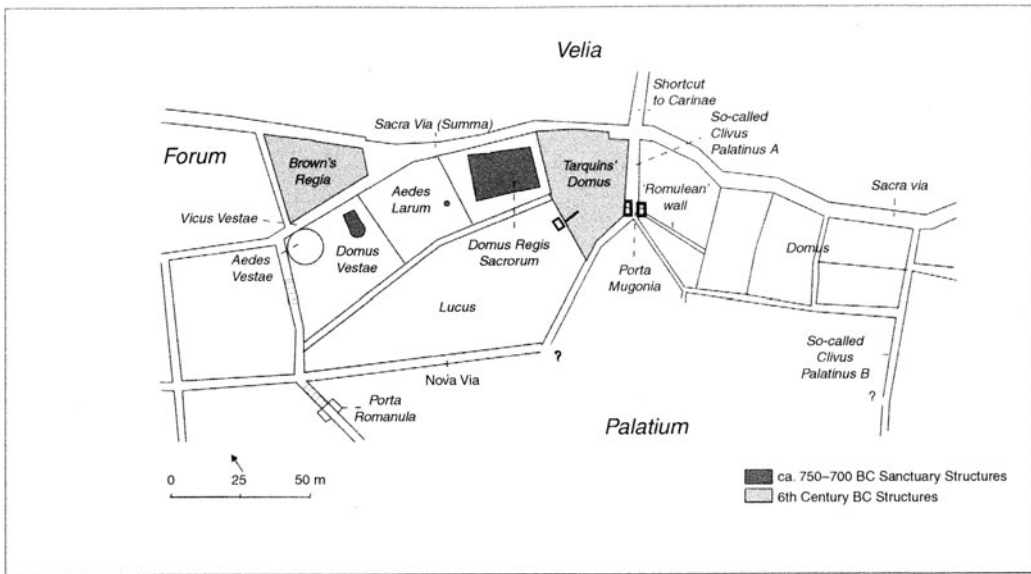 Velia
Shortcut
to Carinae
So-called
Clivus
Palatinus A
Sacra Via (Summa)
Forum
Brown's
Regia
Tarquins'
Domus
'Romulean'
wall
Aedes
Larum
Sacra via
Vicus Vestae
Domus
Vestae
Domus Regis
Sacrorum
Domus
Aedes
Vestae
Porta
Mugonia
Lucus
So-called
Clivus
Palatinus B
?
Nova Via
?
Porta
Romanula
Palatium
0 25 50 m
ca. 750–700 BC Sanctuary Structures
6th Century BC Structures